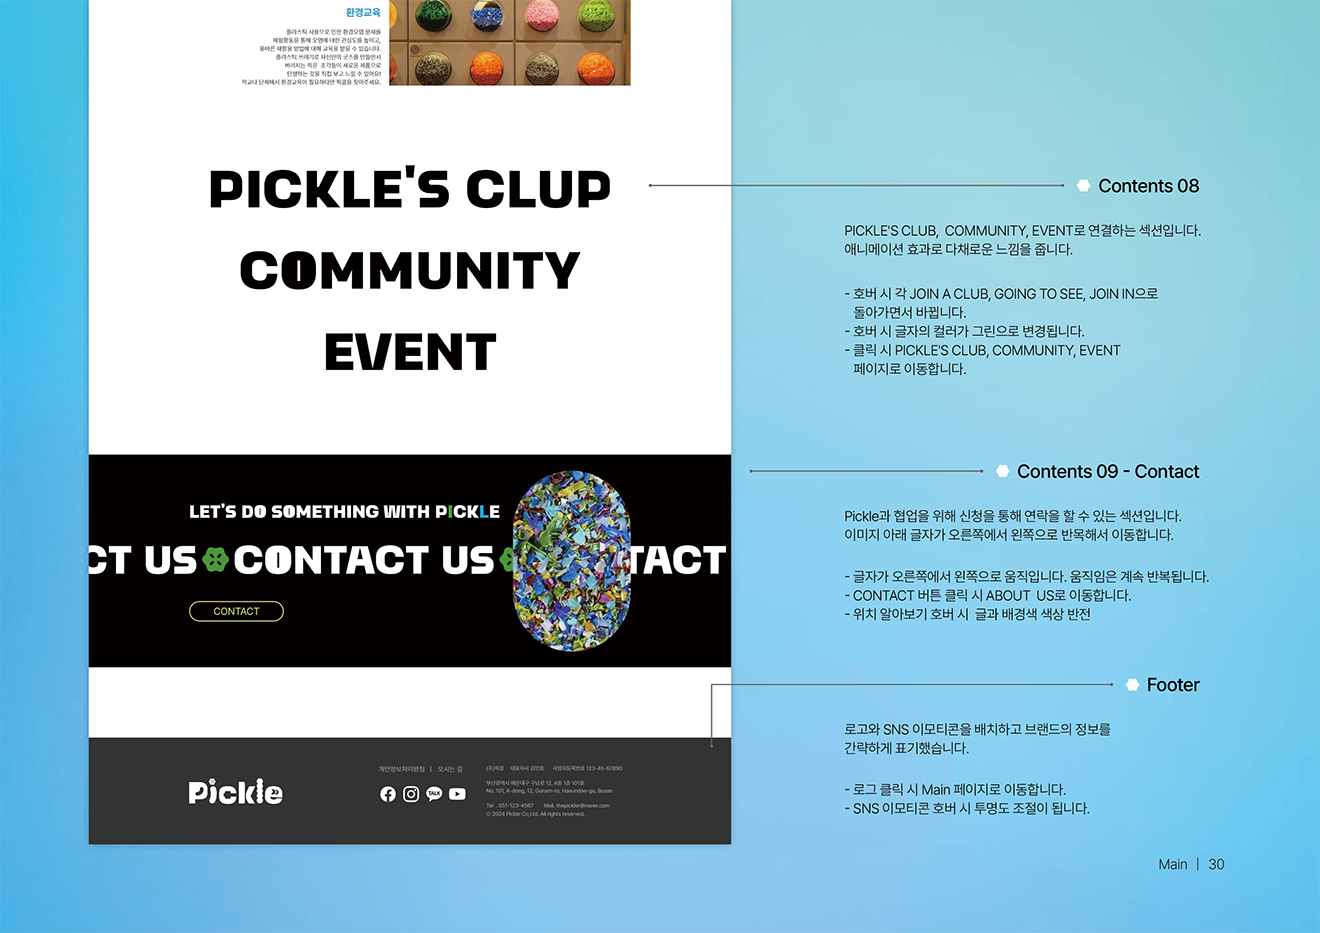 환경교육
플라스틱 사용으로 인한 환경오염 문제를
체험활동을 통해 오염에 대한 관심도를 높이고,
올바른 재활용 방법에 대해 교육을 받을 수 있습니다.
플라스틱 쓰레기로 자신만의 굿즈를 만들면서
버려지는 작은 조각들이 새로운 제품으로
탄생하는 것을 직접 보고 느낄 수 있어요!
학교나 단체에서 환경교육이 필요하다면 픽클을 찾아주세요.
PICKLE'S CLUP
COMMUNITY
EVENT
Contents 08
PICKLE'S CLUB, COMMUNITY, EVENT로 연결하는 섹션입니다.
애니메이션 효과로 다채로운 느낌을 줍니다.
- 호버 시 각 JOIN A CLUB, GOING TO SEE, JOIN IN으로
돌아가면서 바뀝니다.
- 호버 시 글자의 컬러가 그린으로 변경됩니다.
- 클릭 시 PICKLE'S CLUB, COMMUNITY, EVENT
페이지로 이동합니다.
LET'S DO SOMETHING WITH PICKLE
CT US CONTACT US TACT
CONTACT
Contents 09 - Contact
Pickle과 협업을 위해 신청을 통해 연락을 할 수 있는 섹션입니다.
이미지 아래 글자가 오른쪽에서 왼쪽으로 반목해서 이동합니다.
- 글자가 오른쪽에서 왼쪽으로 움직입니다. 움직임은 계속 반복됩니다.
- CONTACT 버튼 클릭 시 ABOUT US로 이동합니다.
- 위치 알아보기 호버 시 글과 배경색 색상 반전
Footer
로고와 SNS 이모티콘을 배치하고 브랜드의 정보를
간략하게 표기했습니다.
- 로그 클릭 시 Main 페이지로 이동합니다.
- SNS 이모티콘 호버 시 투명도 조절이 됩니다.
Pickle
개인정보처리방침 | 오시는 길
TALK
(주)픽클 대표이사 김민호 사업자등록번호 123-45-67890
부산광역시 해운대구 구남로 12, A동 1층 101호
No. 101, A-dong, 12, Gunam-ro, Haeundae-gu, Busan
Tel . 051-123-4567 Mail. thepickler@naver.com
© 2024 Pickle Co,Ltd. All rights reserved.
Main | 30